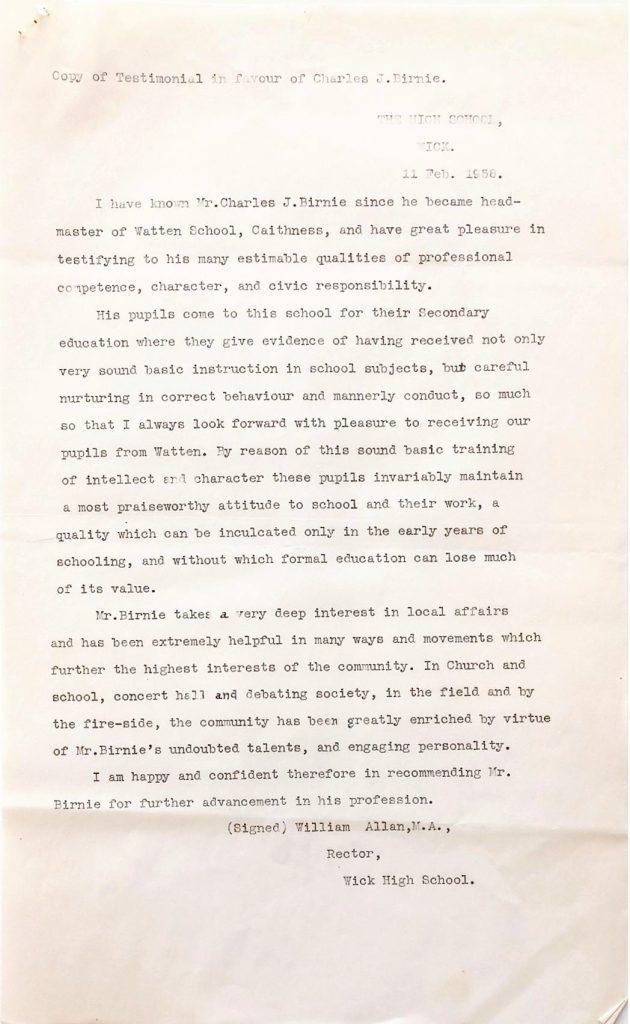 Copy of Testimonial in favour of Charles J.Birnie.
THE HIGH SCHOOL,
WICK.
11 Feb. 1958.
I have known Mr.Charles J.Birnie since he became head-
master of Watten School, Caithness, and have great pleasure in
testifying to his many estimable qualities of professional
competence, character, and civic responsibility.
His pupils come to this school for their Secondary
education where they give evidence of having received not only
very sound basic instruction in school subjects, but careful
nurturing in correct behaviour and mannerly conduct, so much
so that I always look forward with pleasure to receiving our
pupils from Watten. By reason of this sound basic training
of intellect and character these pupils invariably maintain
a most praiseworthy attitude to school and their work, a
quality which can be inculcated only in the early years of
schooling, and without which formal education can lose much
of its value.
Mr.Birnie takes a very deep interest in local affairs
and has been extremely helpful in many ways and movements which
further the highest interests of the community. In Church and
school, concert hall and debating society, in the field and by
the fire-side, the community has been greatly enriched by virtue
of Mr.Birnie's undoubted talents, and engaging personality.
I am happy and confident therefore in recommending Mr.
Birnie for further advancement in his profession.
(Signed) William Allan,M.A.,
Rector,
Wick High School.